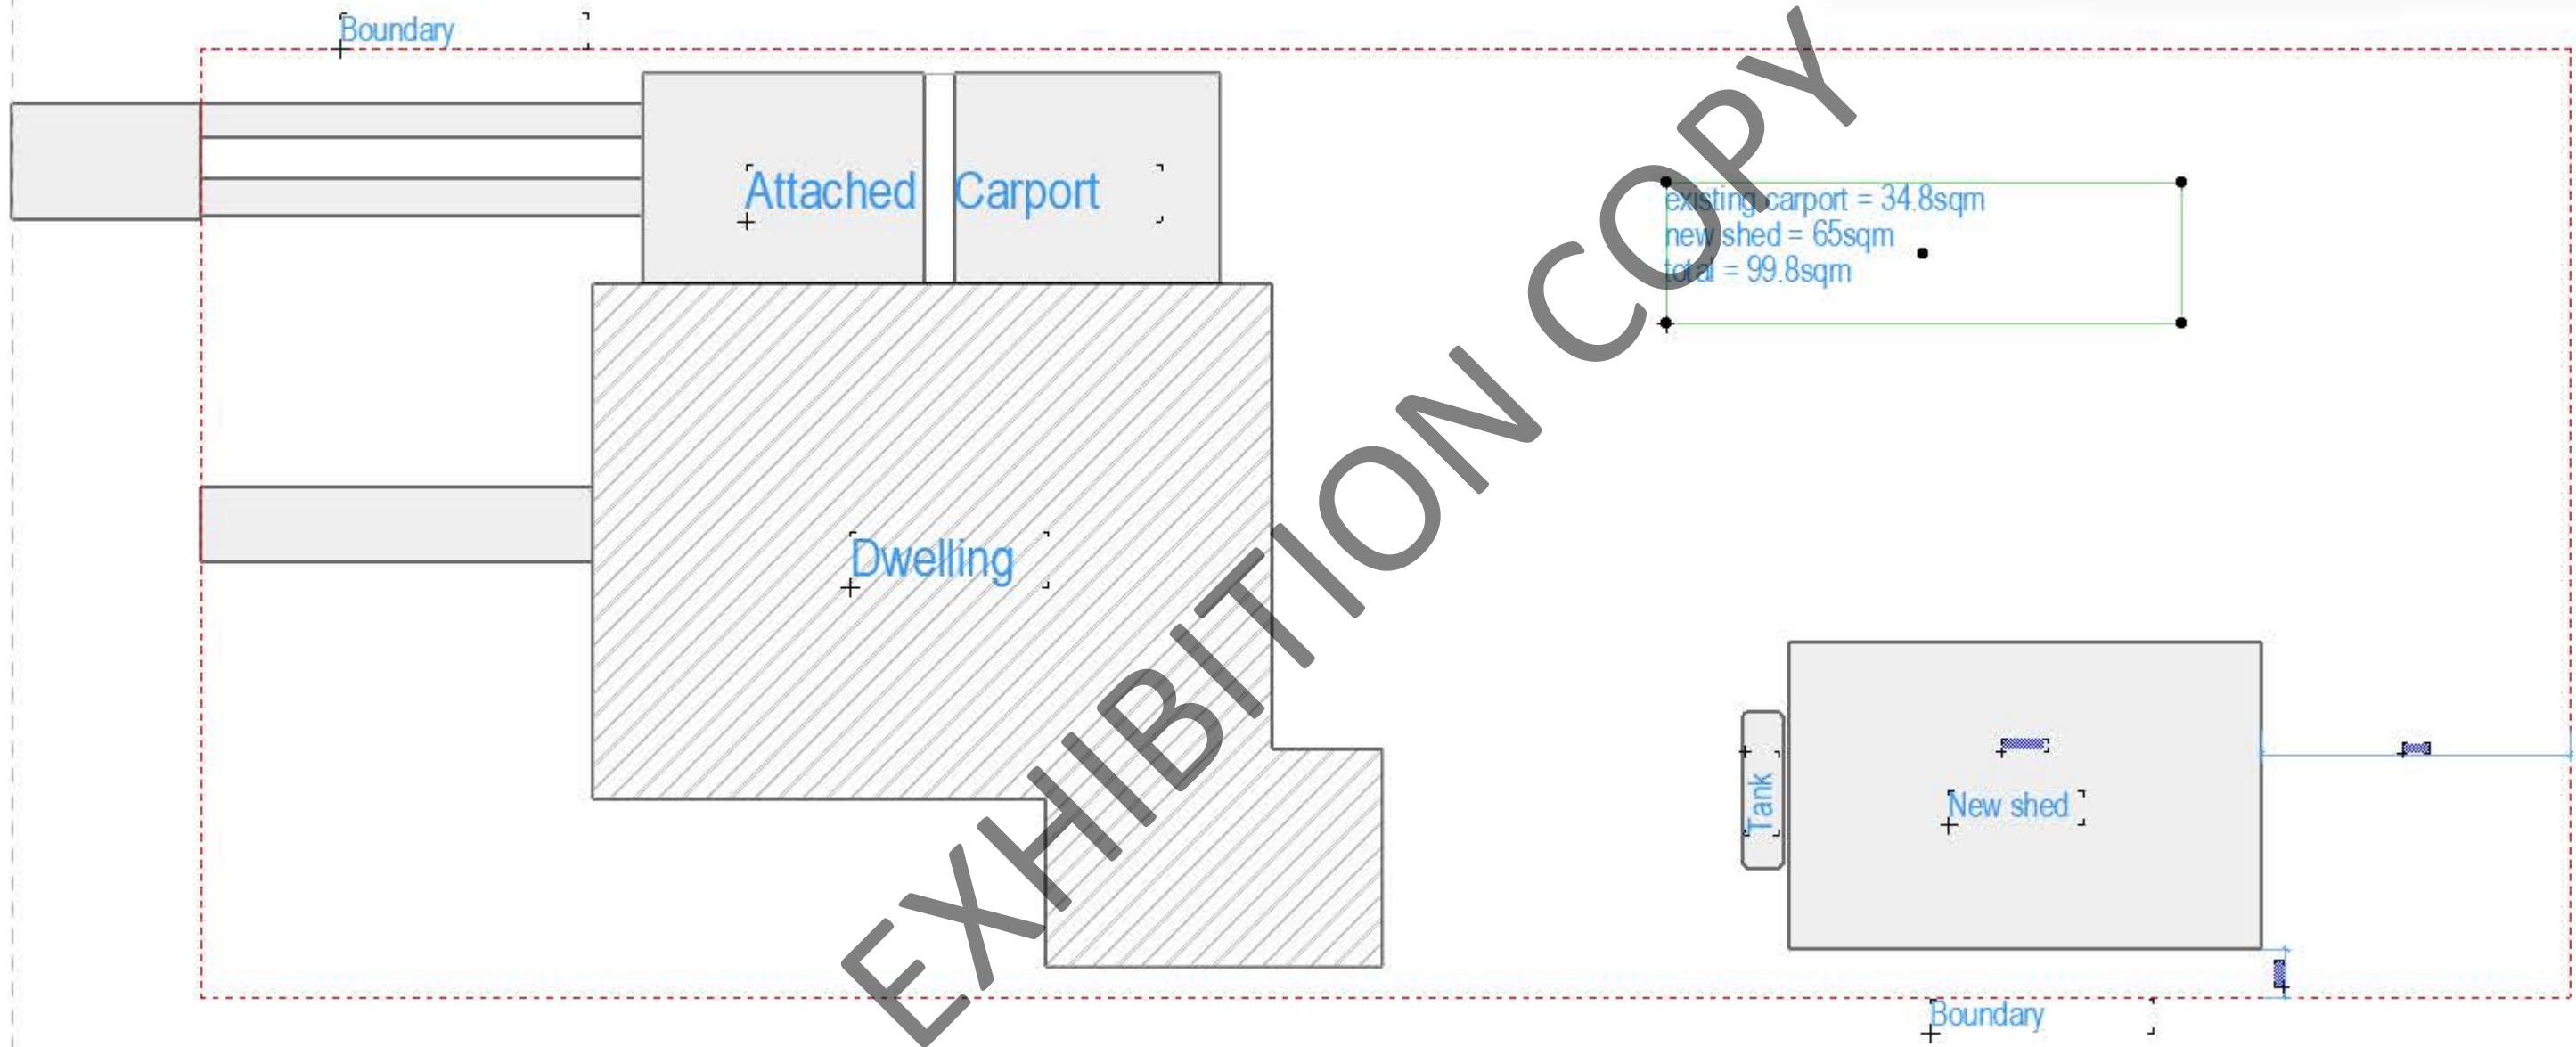 Boundary
Attached Carport
existing carport = 34.8sqm
new shed = 65sqm
total = 99.8sqm
Dwelling
Tank
New shed
Boundary
EXHIBITION COPY